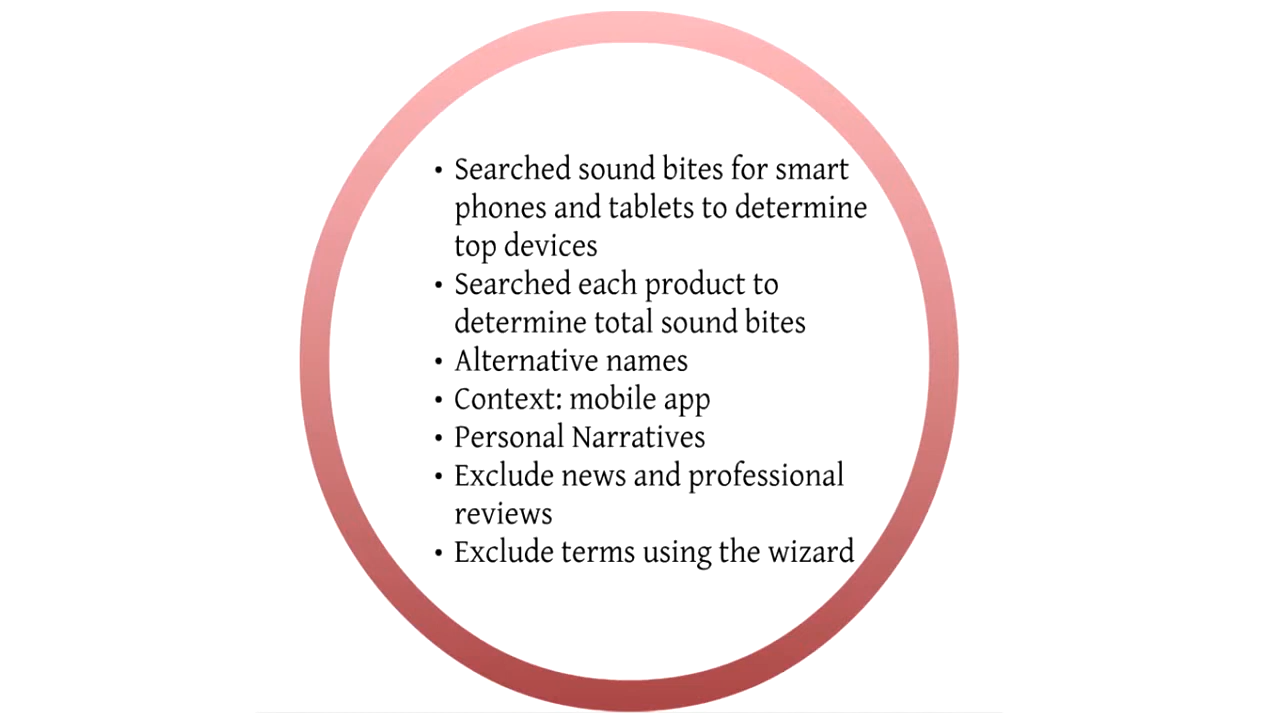 • Searched sound bites for smart
phones and tablets to determine
top devices
• Searched each product to
determine total sound bites
• Alternative names
• Context: mobile app
• Personal Narratives
• Exclude news and professional
reviews
• Exclude terms using the wizard